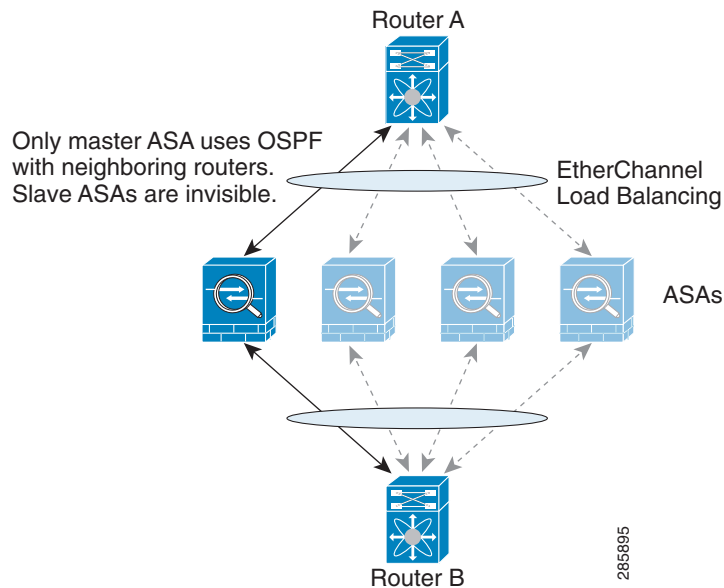 Router A
Only master ASA uses OSPF
with neighboring routers.
Slave ASAs are invisible.
EtherChannel
Load Balancing
ASAs
Router B
285895